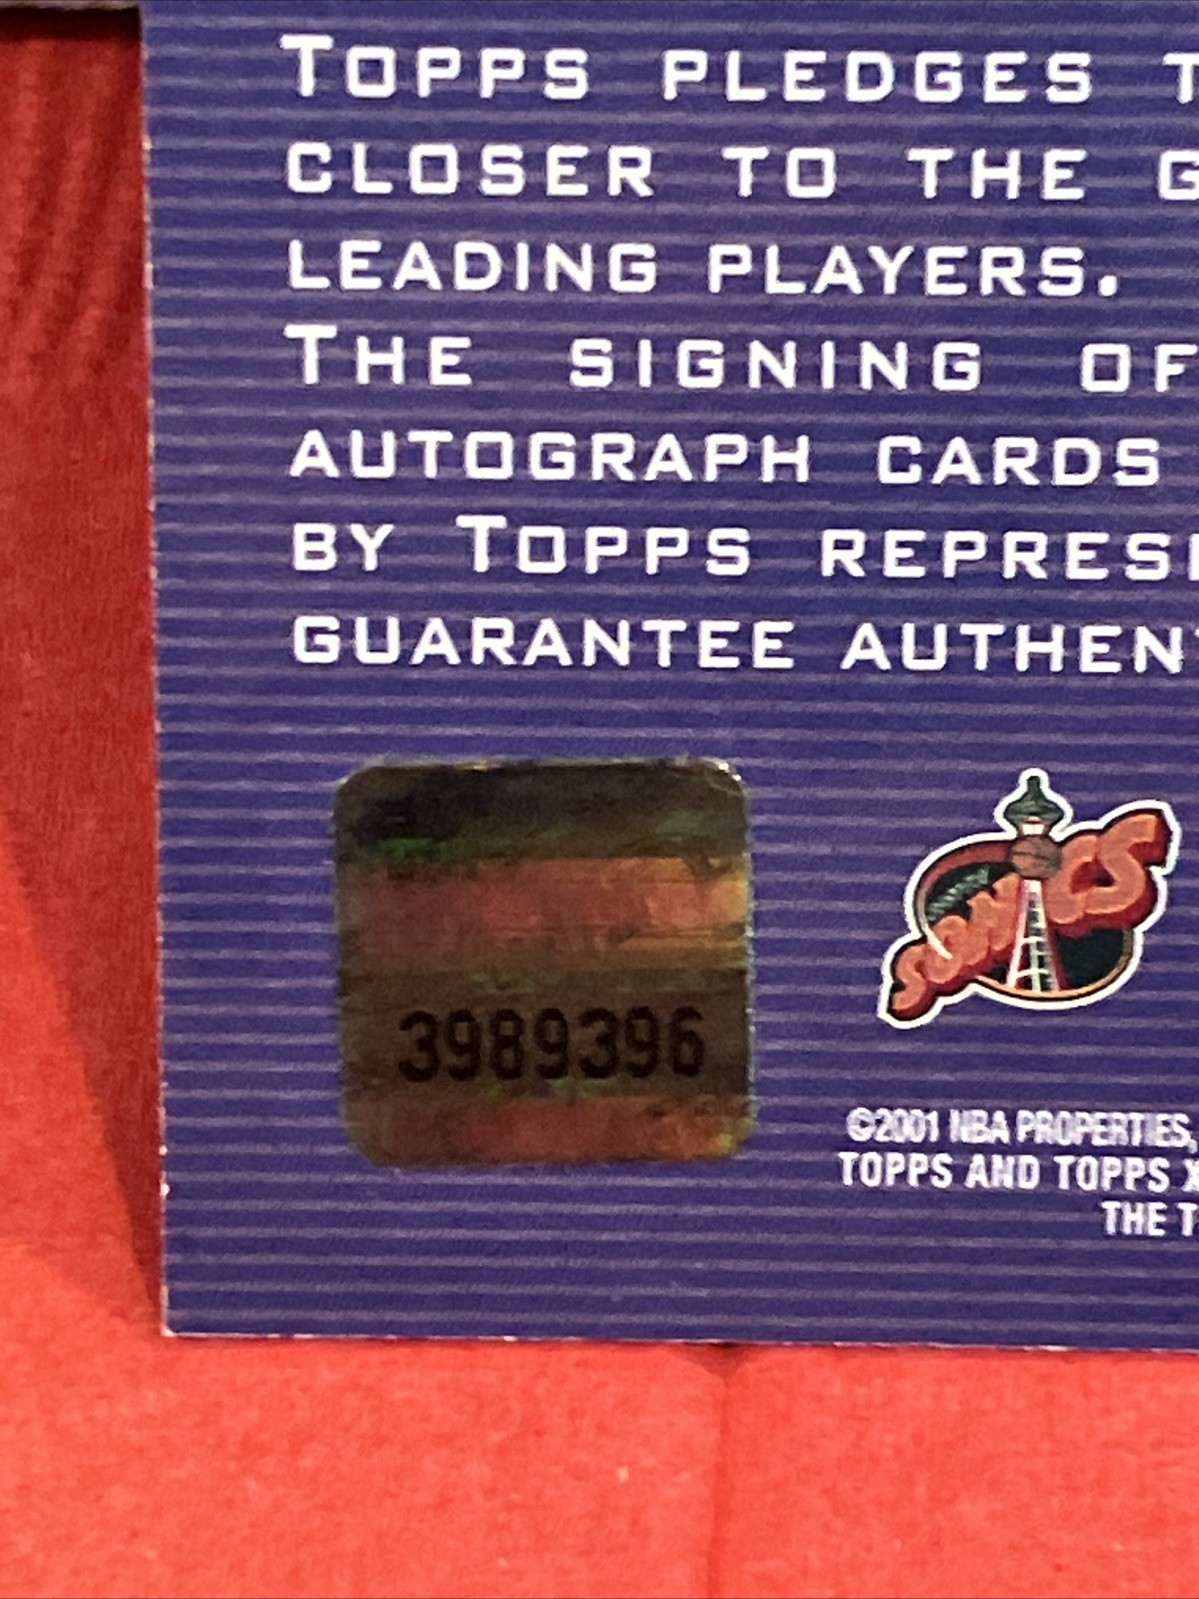 TOPPS PLEDGES T
CLOSER TO THE G
LEADING PLAYERS.
THE SIGNING OF
AUTOGRAPH CARDS
BY TOPPS REPRESE
GUARANTEE AUTHEN
3989396
SONICS
©2001 NBA PROPERTIES,
TOPPS AND TOPPS X
THE T